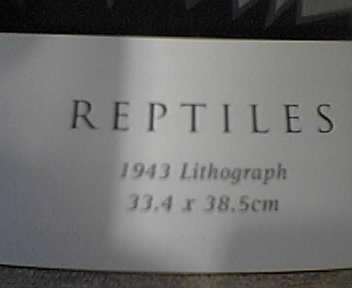 REPTILES
1943 Lithograph
33.4 x 38.5cm